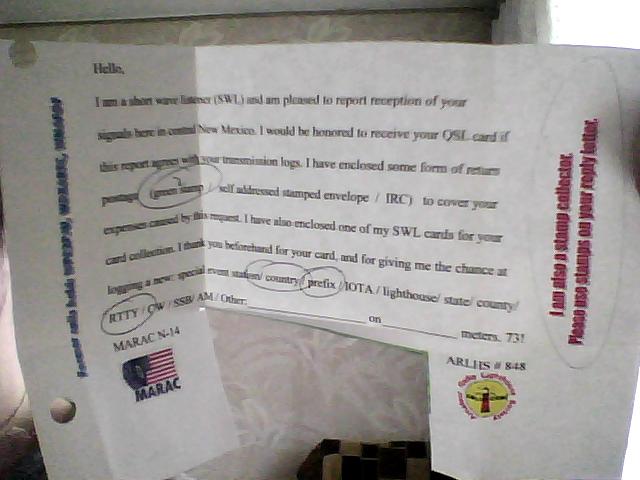 Hello,
I am a short wave listener (SWL) and am pleased to report reception of your
signals here in central New Mexico. I would be honored to receive your QSL card if
this report agrees with your transmission logs. I have enclosed some form of return
postage (green stamp / self addressed stamped envelope / IRC) to cover your
expenses caused by this request. I have also enclosed one of my SWL cards for your
card collection. I thank you beforehand for your card, and for giving me the chance at
logging a new: special event station/ country/ prefix/ IOTA / lighthouse/ state/ county/
RTTY / CW / SSB/ AM / Other: on meters. 73!
MARAC N-14
MARAC
ARLHS # 848
I am also a stamp collector.
Please use stamps on your reply letter.